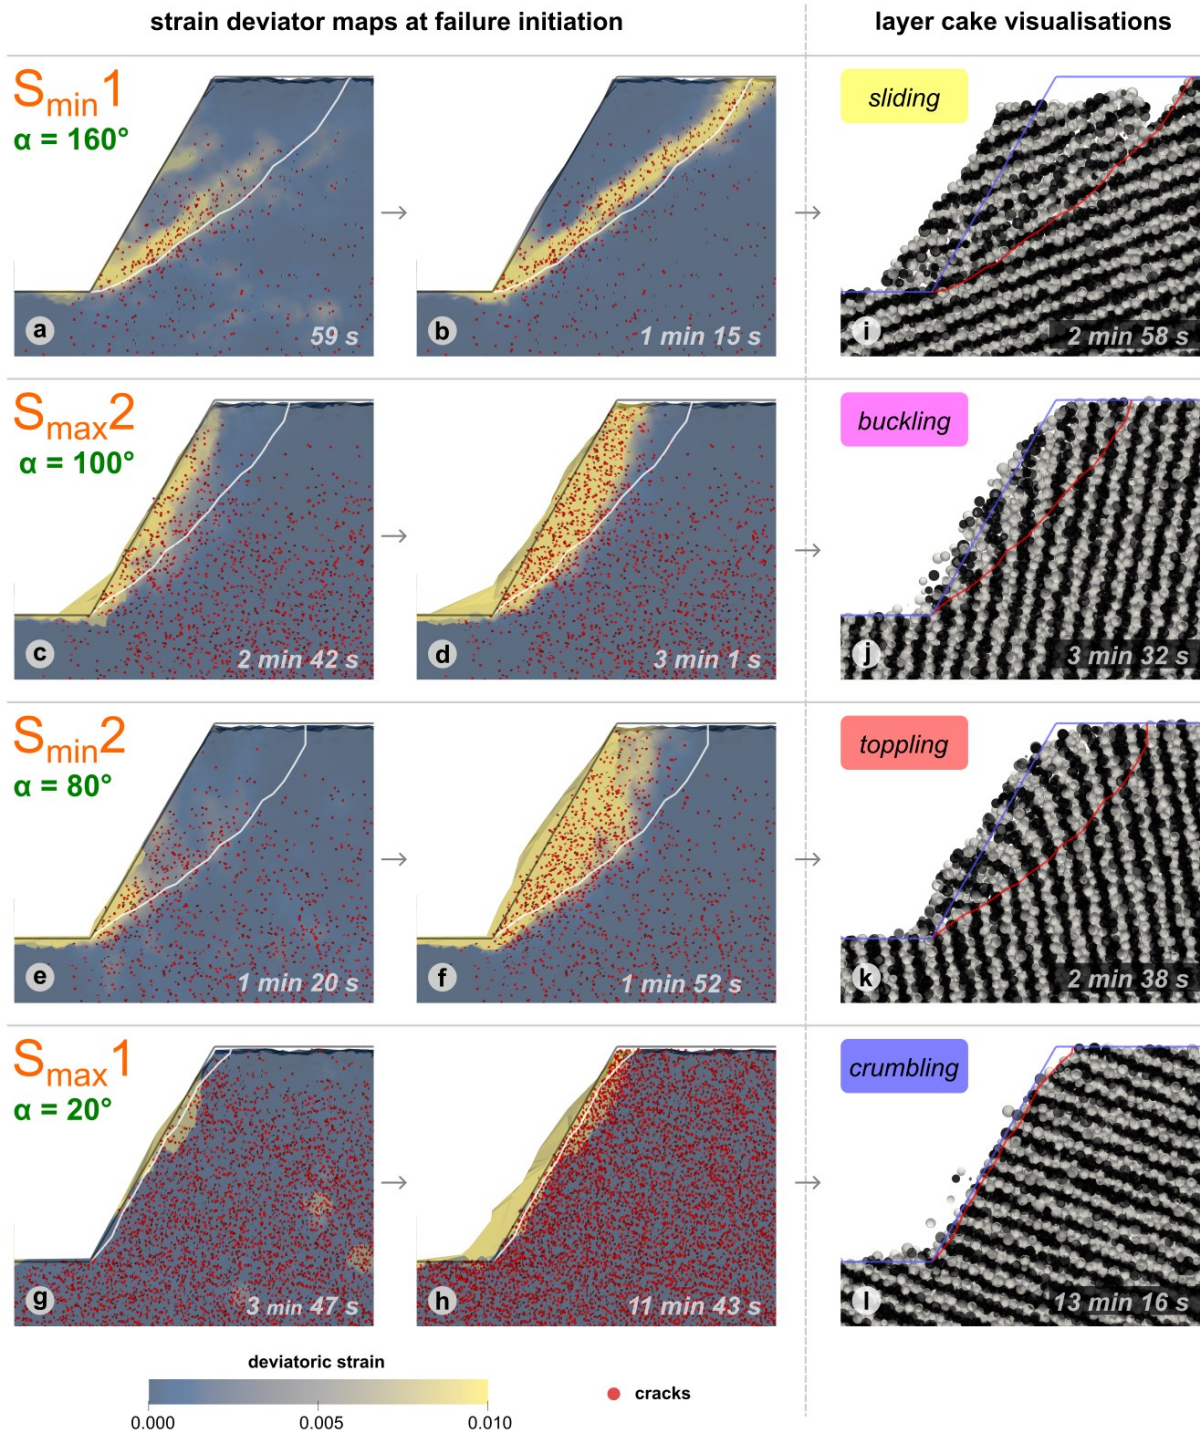 strain deviator maps at failure initiation
layer cake visualisations
Smin1
α = 160°
a
59 s
b
1 min 15 s
sliding
i
2 min 58 s
Smax2
α = 100°
c
2 min 42 s
d
3 min 1 s
buckling
j
3 min 32 s
Smin2
α = 80°
e
1 min 20 s
f
1 min 52 s
toppling
k
2 min 38 s
Smax1
α = 20°
g
3 min 47 s
h
11 min 43 s
crumbling
l
13 min 16 s
deviatoric strain
0.000
0.005
0.010
cracks